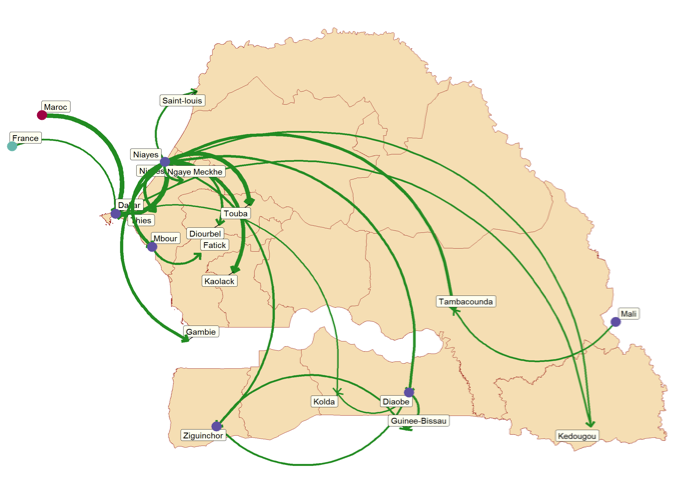 Saint-louis
Maroc
France
Niayes
Ngaye Meckhe
Dakar
Thies
Touba
Diourbel
Mbour
Fatick
Kaolack
Tambacounda
Mali
Gambie
Kolda
Diaobe
Guinee-Bissau
Ziguinchor
Kedougou